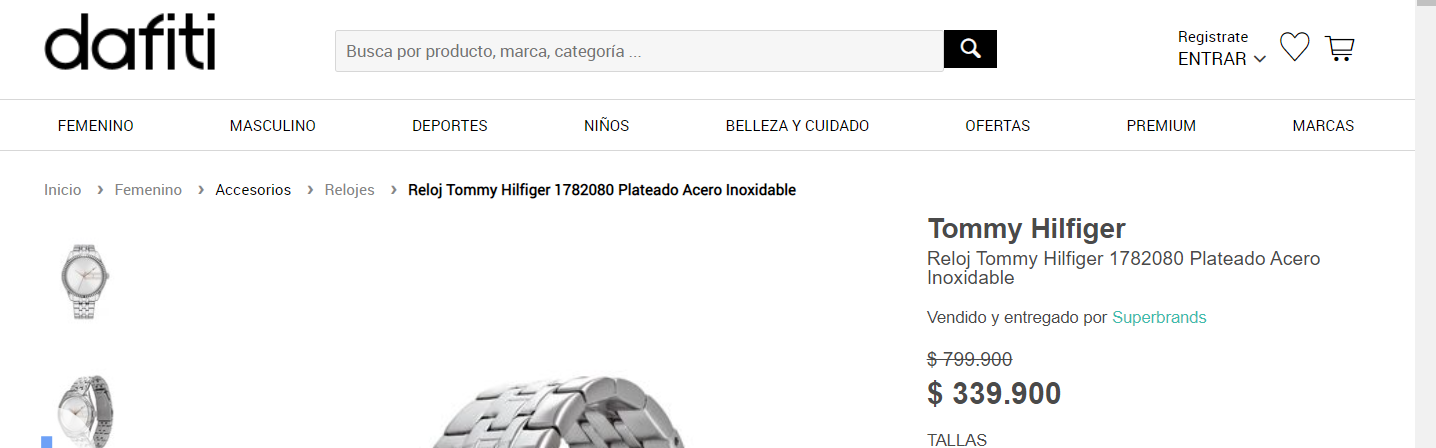 dafiti
Busca por producto, marca, categoría ...
Registrate
ENTRAR
FEMENINO MASCULINO DEPORTES NIÑOS BELLEZA Y CUIDADO OFERTAS PREMIUM MARCAS
Inicio › Femenino › Accesorios › Relojes › Reloj Tommy Hilfiger 1782080 Plateado Acero Inoxidable
Tommy Hilfiger
Reloj Tommy Hilfiger 1782080 Plateado Acero
Inoxidable
Vendido y entregado por Superbrands
$ 799.900
$ 339.900
TALLAS